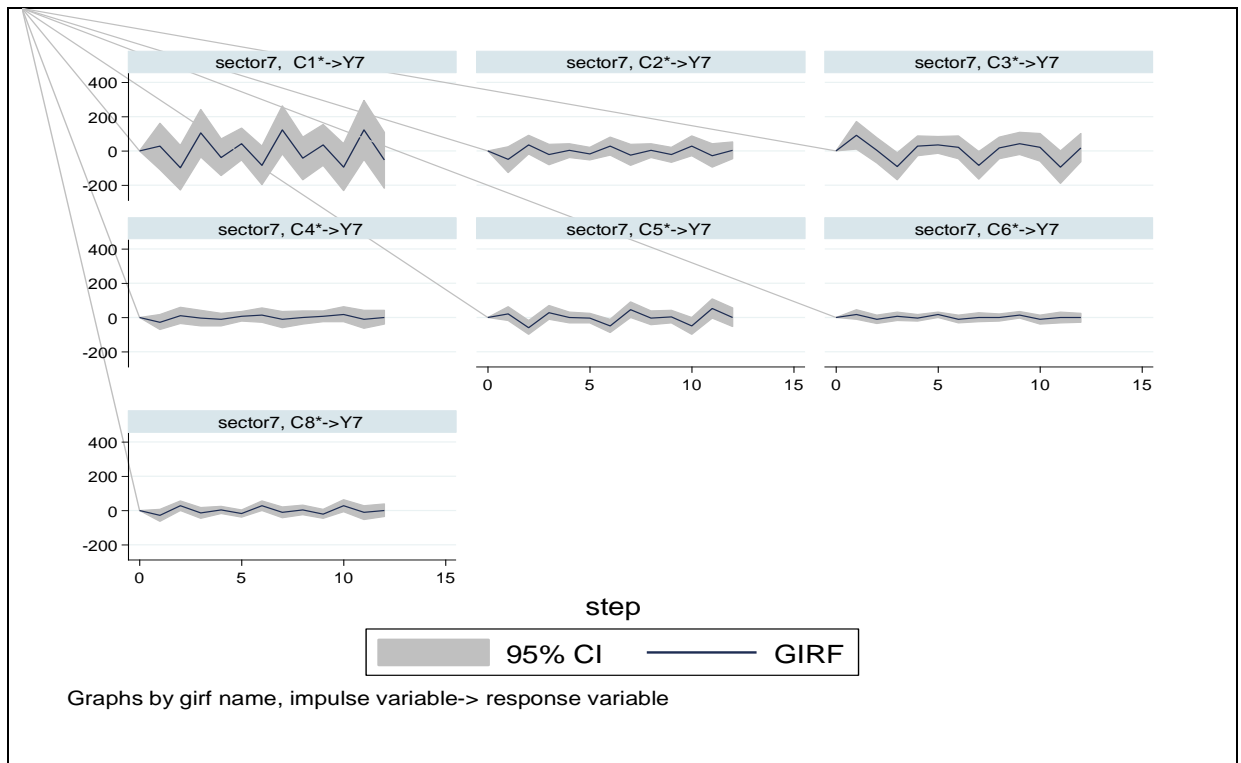 sector7, C1*->Y7
sector7, C2*->Y7
sector7, C3*->Y7
400
200
0
-200
sector7, C4*->Y7
sector7, C5*->Y7
sector7, C6*->Y7
400
200
0
-200
0 5 10 15
0 5 10 15
sector7, C8*->Y7
400
200
0
-200
0 5 10 15
step
95% CI
GIRF
Graphs by girf name, impulse variable-> response variable